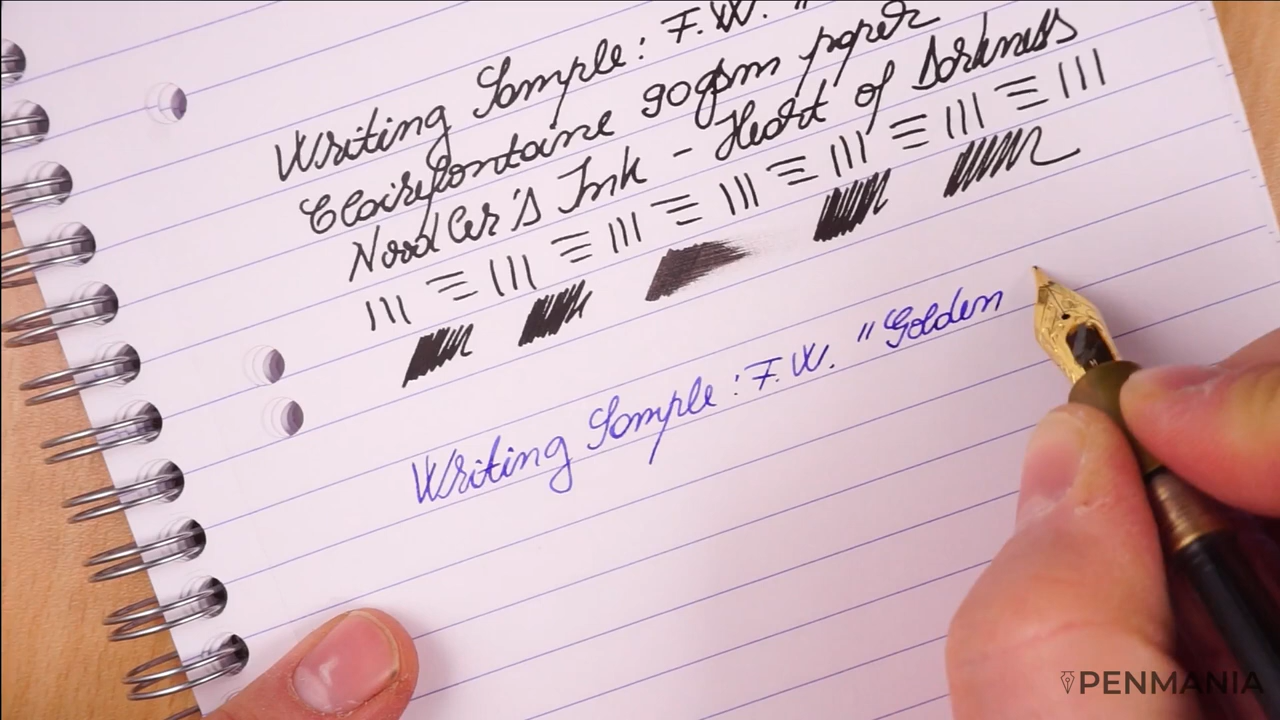 Writing Sample: F.W. "
Clairefontaine 90gsm paper
Noodler's Ink - Heart of Darkness
Writing Sample: F.W. "Golden
PENMANIA